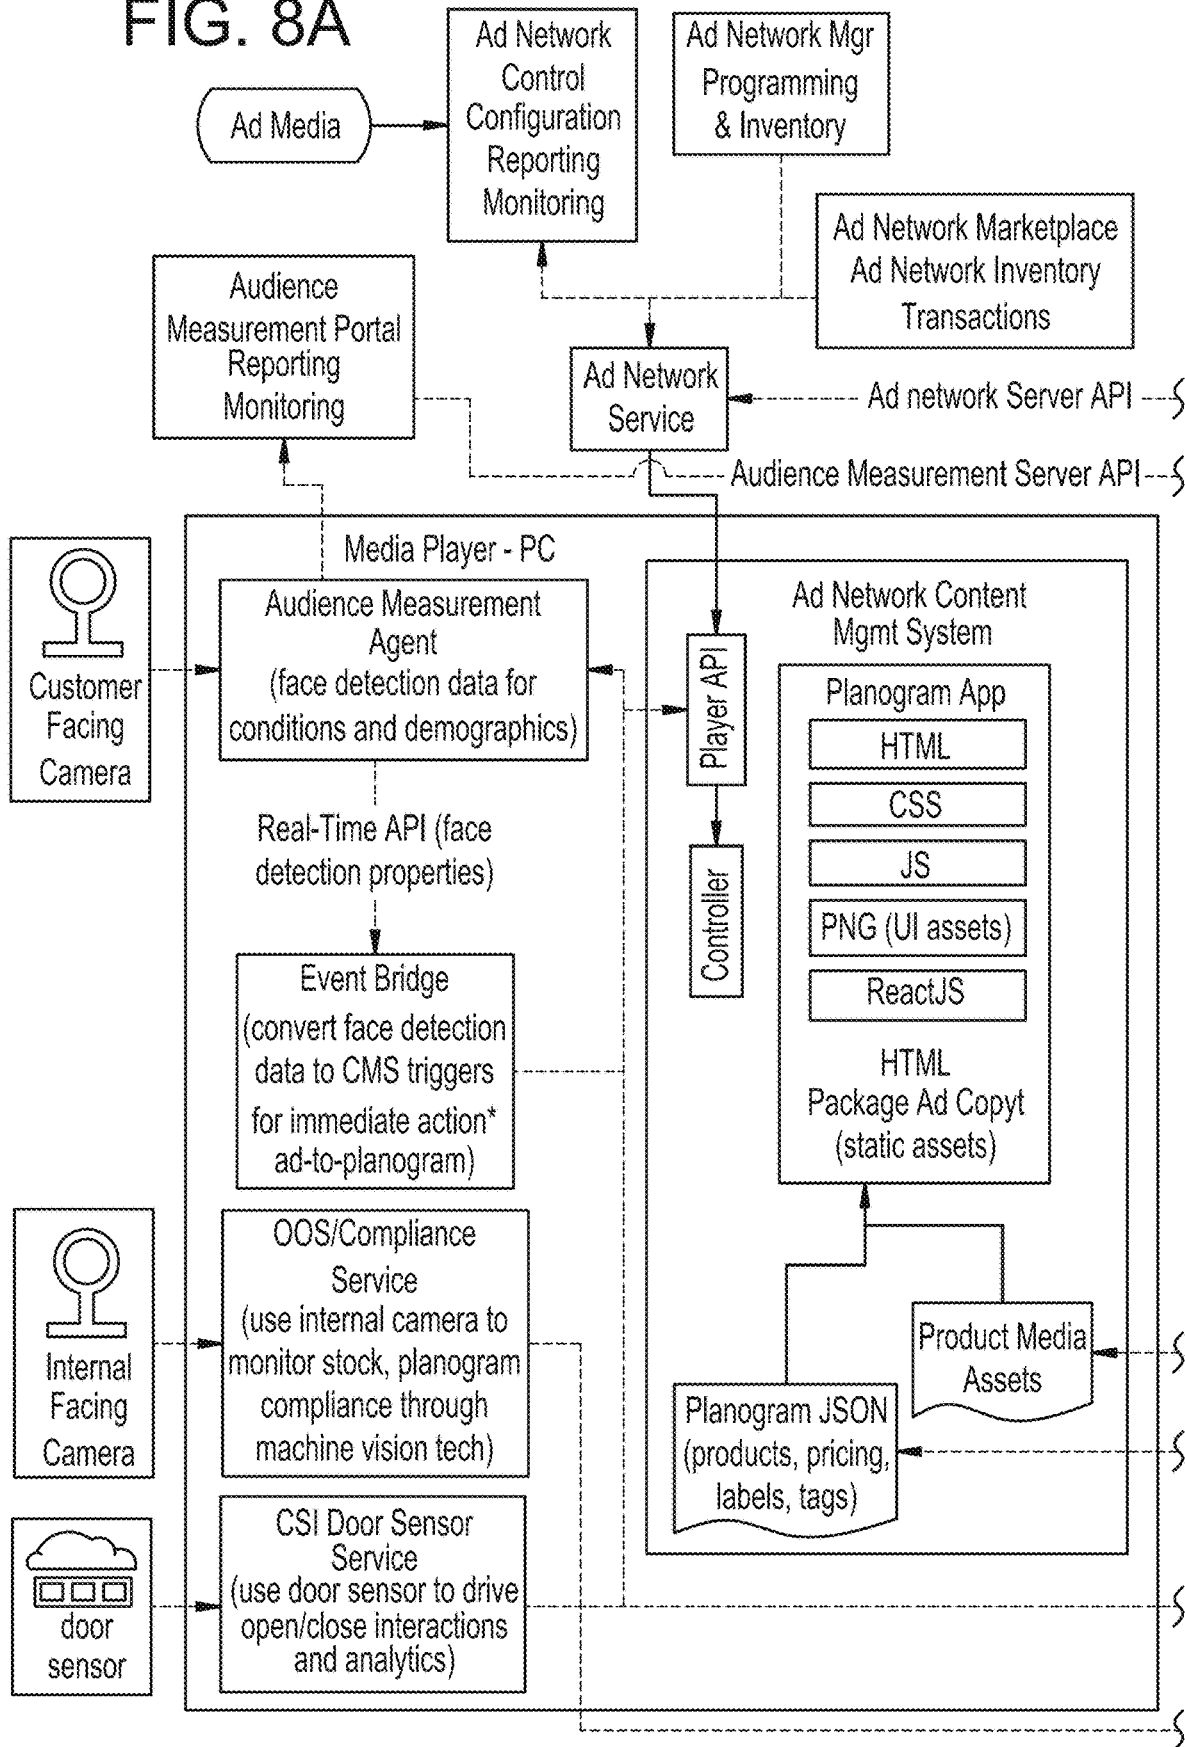 FIG. 8A
Ad Media
Ad Network
Control
Configuration
Reporting
Monitoring
Ad Network Mgr
Programming
& Inventory
Ad Network Marketplace
Ad Network Inventory
Transactions
Audience
Measurement Portal
Reporting
Monitoring
Ad Network
Service
Ad network Server API
Audience Measurement Server API
Media Player - PC
Customer
Facing
Camera
Audience Measurement
Agent
(face detection data for
conditions and demographics)
Real-Time API (face
detection properties)
Event Bridge
(convert face detection
data to CMS triggers
for immediate action*
ad-to-planogram)
Player API
Controller
Ad Network Content
Mgmt System
Planogram App
HTML
CSS
JS
PNG (UI assets)
ReactJS
HTML
Package Ad Copyt
(static assets)
Internal
Facing
Camera
OOS/Compliance
Service
(use internal camera to
monitor stock, planogram
compliance through
machine vision tech)
Product Media
Assets
Planogram JSON
(products, pricing,
labels, tags)
door
sensor
CSI Door Sensor
Service
(use door sensor to drive
open/close interactions
and analytics)